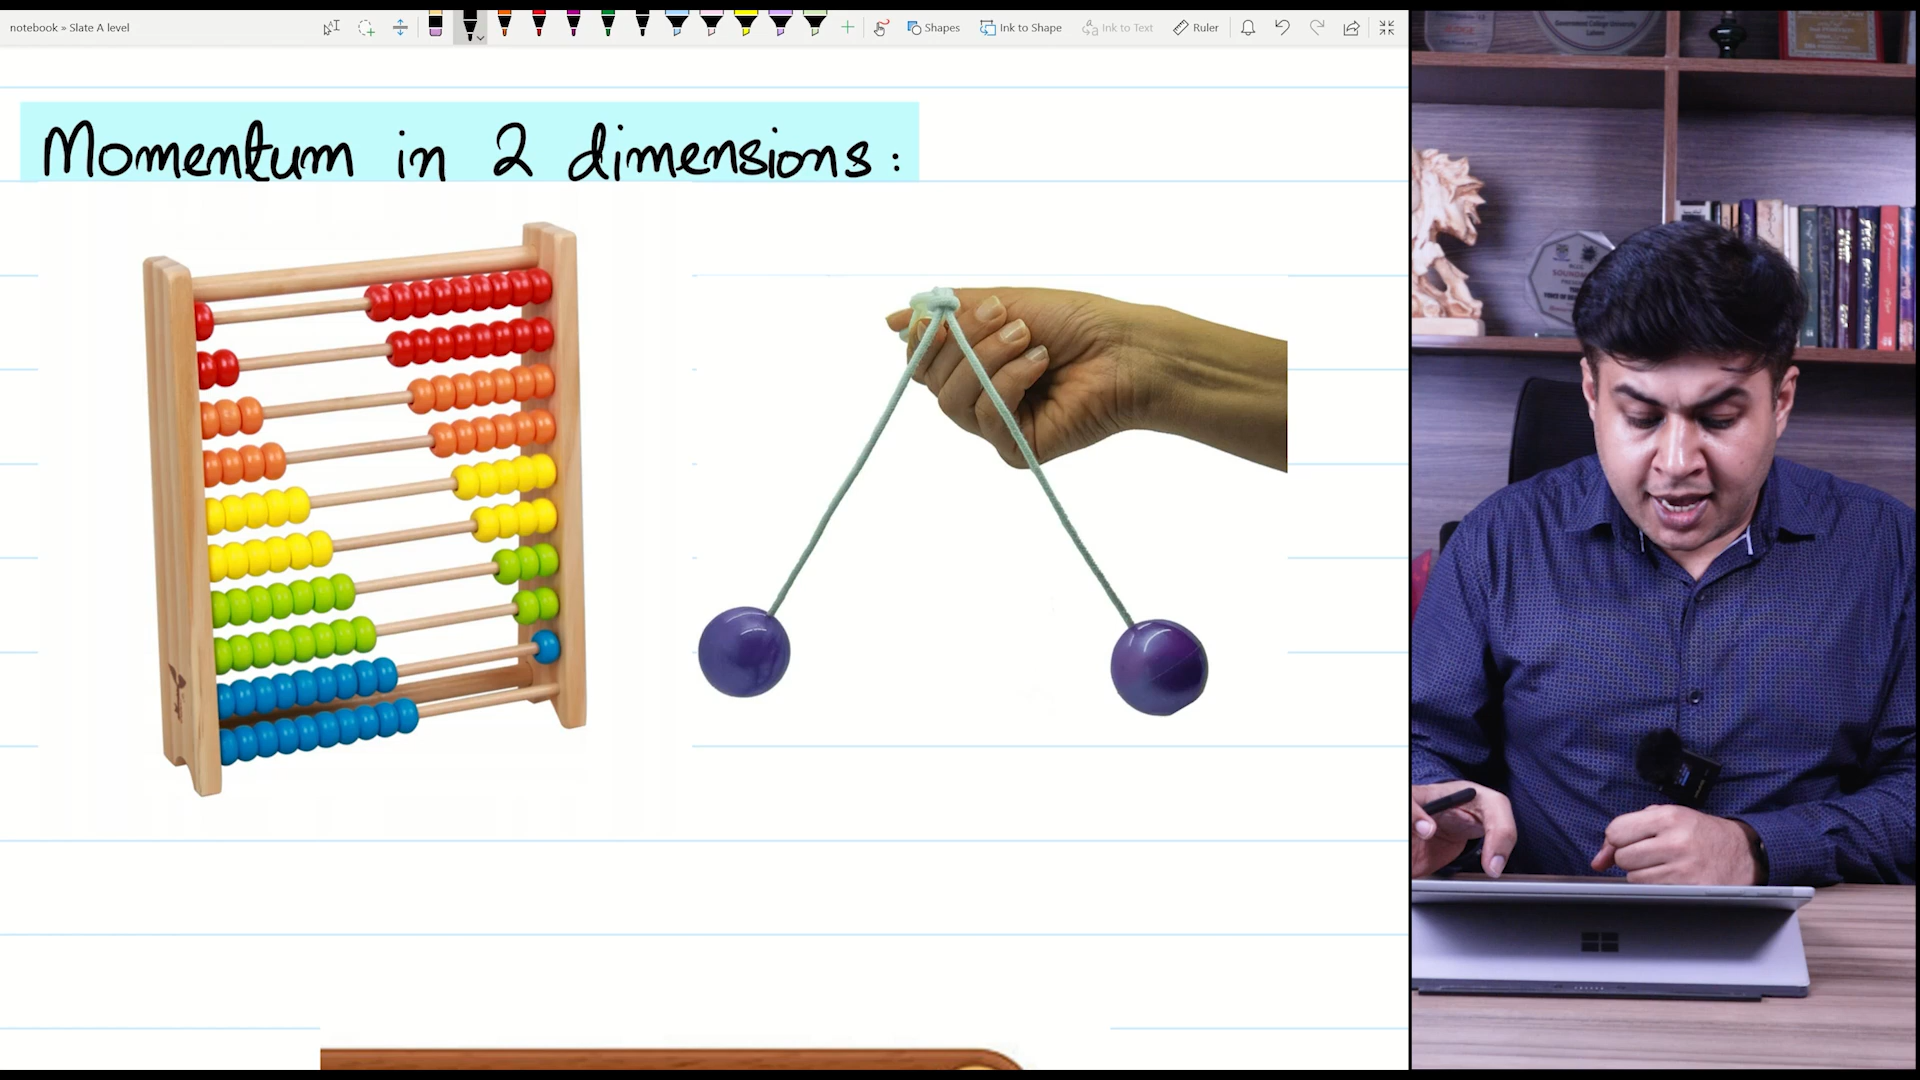 notebook » Slate A level
Shapes
Ink to Shape
Ink to Text
Ruler
Momentum in 2 dimensions: